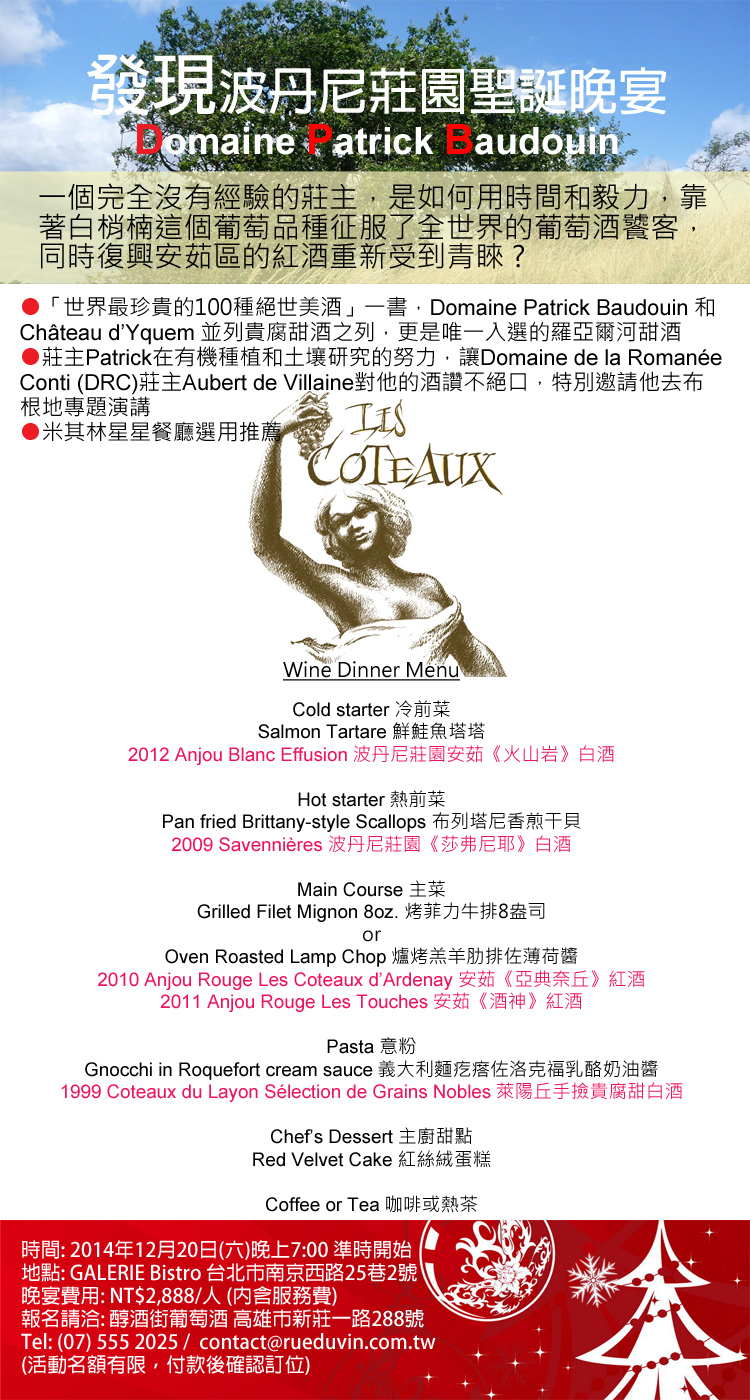 發現波丹尼莊園聖誕晚宴
Domaine Patrick Baudouin
一個完全沒有經驗的莊主，是如何用時間和毅力，靠
著白梢楠這個葡萄品種征服了全世界的葡萄酒饕客，
同時復興安茹區的紅酒重新受到青睞？
●「世界最珍貴的100種絕世美酒」一書，Domaine Patrick Baudouin 和
Château d’Yquem 並列貴腐甜酒之列，更是唯一入選的羅亞爾河甜酒
●莊主Patrick在有機種植和土壤研究的努力，讓Domaine de la Romanée
Conti (DRC)莊主Aubert de Villaine對他的酒讚不絕口，特別邀請他去布
根地專題演講
●米其林星星餐廳選用推薦
LES
COTEAUX
Wine Dinner Menu
Cold starter 冷前菜
Salmon Tartare 鮮鮭魚塔塔
2012 Anjou Blanc Effusion 波丹尼莊園安茹《火山岩》白酒
Hot starter 熱前菜
Pan fried Brittany-style Scallops 布列塔尼香煎干貝
2009 Savennières 波丹尼莊園《莎弗尼耶》白酒
Main Course 主菜
Grilled Filet Mignon 8oz. 烤菲力牛排8盎司
or
Oven Roasted Lamp Chop 爐烤羔羊肋排佐薄荷醬
2010 Anjou Rouge Les Coteaux d’Ardenay 安茹《亞典奈丘》紅酒
2011 Anjou Rouge Les Touches 安茹《酒神》紅酒
Pasta 意粉
Gnocchi in Roquefort cream sauce 義大利麵疙瘩佐洛克福乳酪奶油醬
1999 Coteaux du Layon Sélection de Grains Nobles 萊陽丘手撿貴腐甜白酒
Chef's Dessert 主廚甜點
Red Velvet Cake 紅絲絨蛋糕
Coffee or Tea 咖啡或熱茶
時間: 2014年12月20日(六)晚上7:00 準時開始
地點: GALERIE Bistro 台北市南京西路25巷2號
晚宴費用: NT$2,888/人 (內含服務費)
報名請洽: 醇酒街葡萄酒 高雄市新莊一路288號
Tel: (07) 555 2025 / contact@rueduvin.com.tw
(活動名額有限，付款後確認訂位)